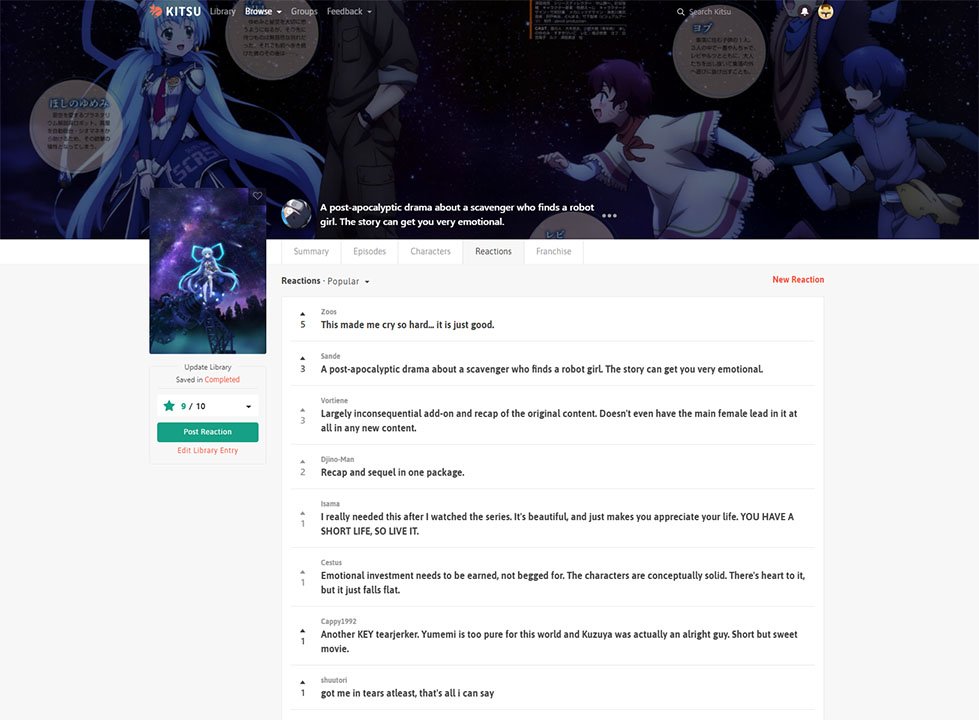 KITSU Library Browse Groups Feedback Search Kitsu
ほしのゆめみ
ヨブ
レビ
A post-apocalyptic drama about a scavenger who finds a robot
girl. The story can get you very emotional.
Summary Episodes Characters Reactions Franchise
Reactions · Popular
New Reaction
Zoos
5
This made me cry so hard... it is just good.
Sande
3
A post-apocalyptic drama about a scavenger who finds a robot girl. The story can get you very emotional.
Vortiene
3
Largely inconsequential add-on and recap of the original content. Doesn't even have the main female lead in it at
all in any new content.
Djino-Man
2
Recap and sequel in one package.
Isama
1
I really needed this after I watched the series. It's beautiful, and just makes you appreciate your life. YOU HAVE A
SHORT LIFE, SO LIVE IT.
Cestus
1
Emotional investment needs to be earned, not begged for. The characters are conceptually solid. There's heart to it,
but it just falls flat.
Cappy1992
1
Another KEY tearjerker. Yumemi is too pure for this world and Kuzuya was actually an alright guy. Short but sweet
movie.
shuutori
1
got me in tears atleast, that's all i can say
Update Library
Saved in Completed
9 / 10
Post Reaction
Edit Library Entry